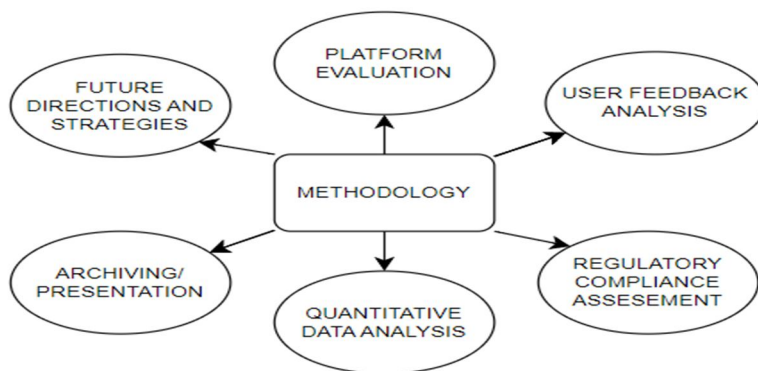 PLATFORM
EVALUATION
FUTURE
DIRECTIONS AND
STRATEGIES
USER FEEDBACK
ANALYSIS
METHODOLOGY
ARCHIVING/
PRESENTATION
QUANTITATIVE
DATA ANALYSIS
REGULATORY
COMPLIANCE
ASSESEMENT